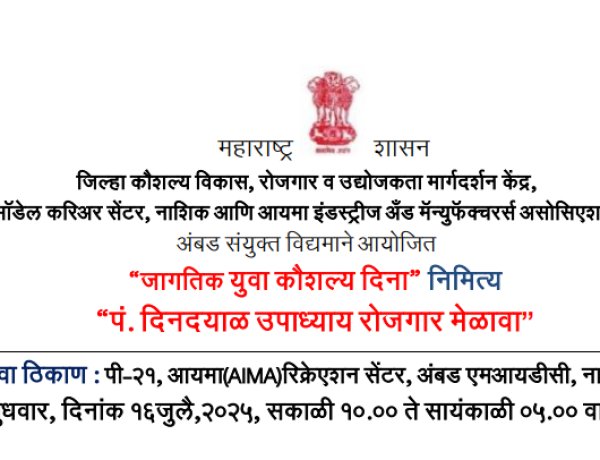 महाराष्ट्र शासन
जिल्हा कौशल्य विकास, रोजगार व उद्योजकता मार्गदर्शन केंद्र,
मॉडेल करिअर सेंटर, नाशिक आणि आयमा इंडस्ट्रीज अँड मॅन्युफॅक्चरर्स असोसिएश
अंबड संयुक्त विद्यमाने आयोजित
“जागतिक युवा कौशल्य दिना” निमित्य
“पं. दिनदयाळ उपाध्याय रोजगार मेळावा”
वा ठिकाण : पी-२१, आयमा(AIMA)रिक्रेएशन सेंटर, अंबड एमआयडीसी, ना
ुधवार, दिनांक १६जुलै,२०२५, सकाळी १०.०० ते सायंकाळी ०५.०० वा